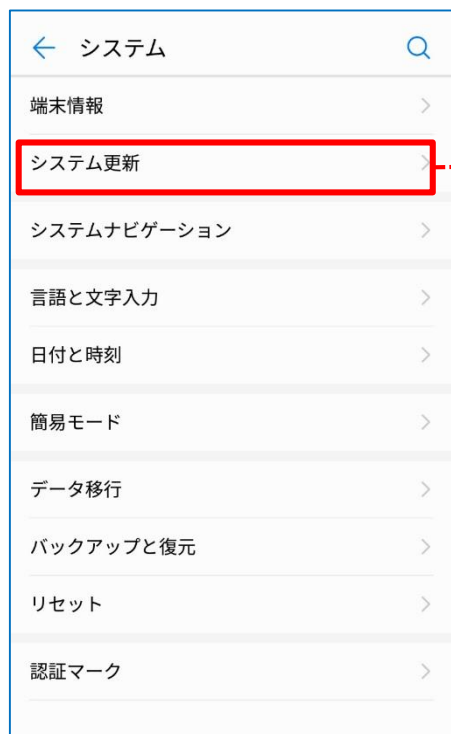 システム
端末情報
システム更新
システムナビゲーション
言語と文字入力
日付と時刻
簡易モード
データ移行
バックアップと復元
リセット
認証マーク